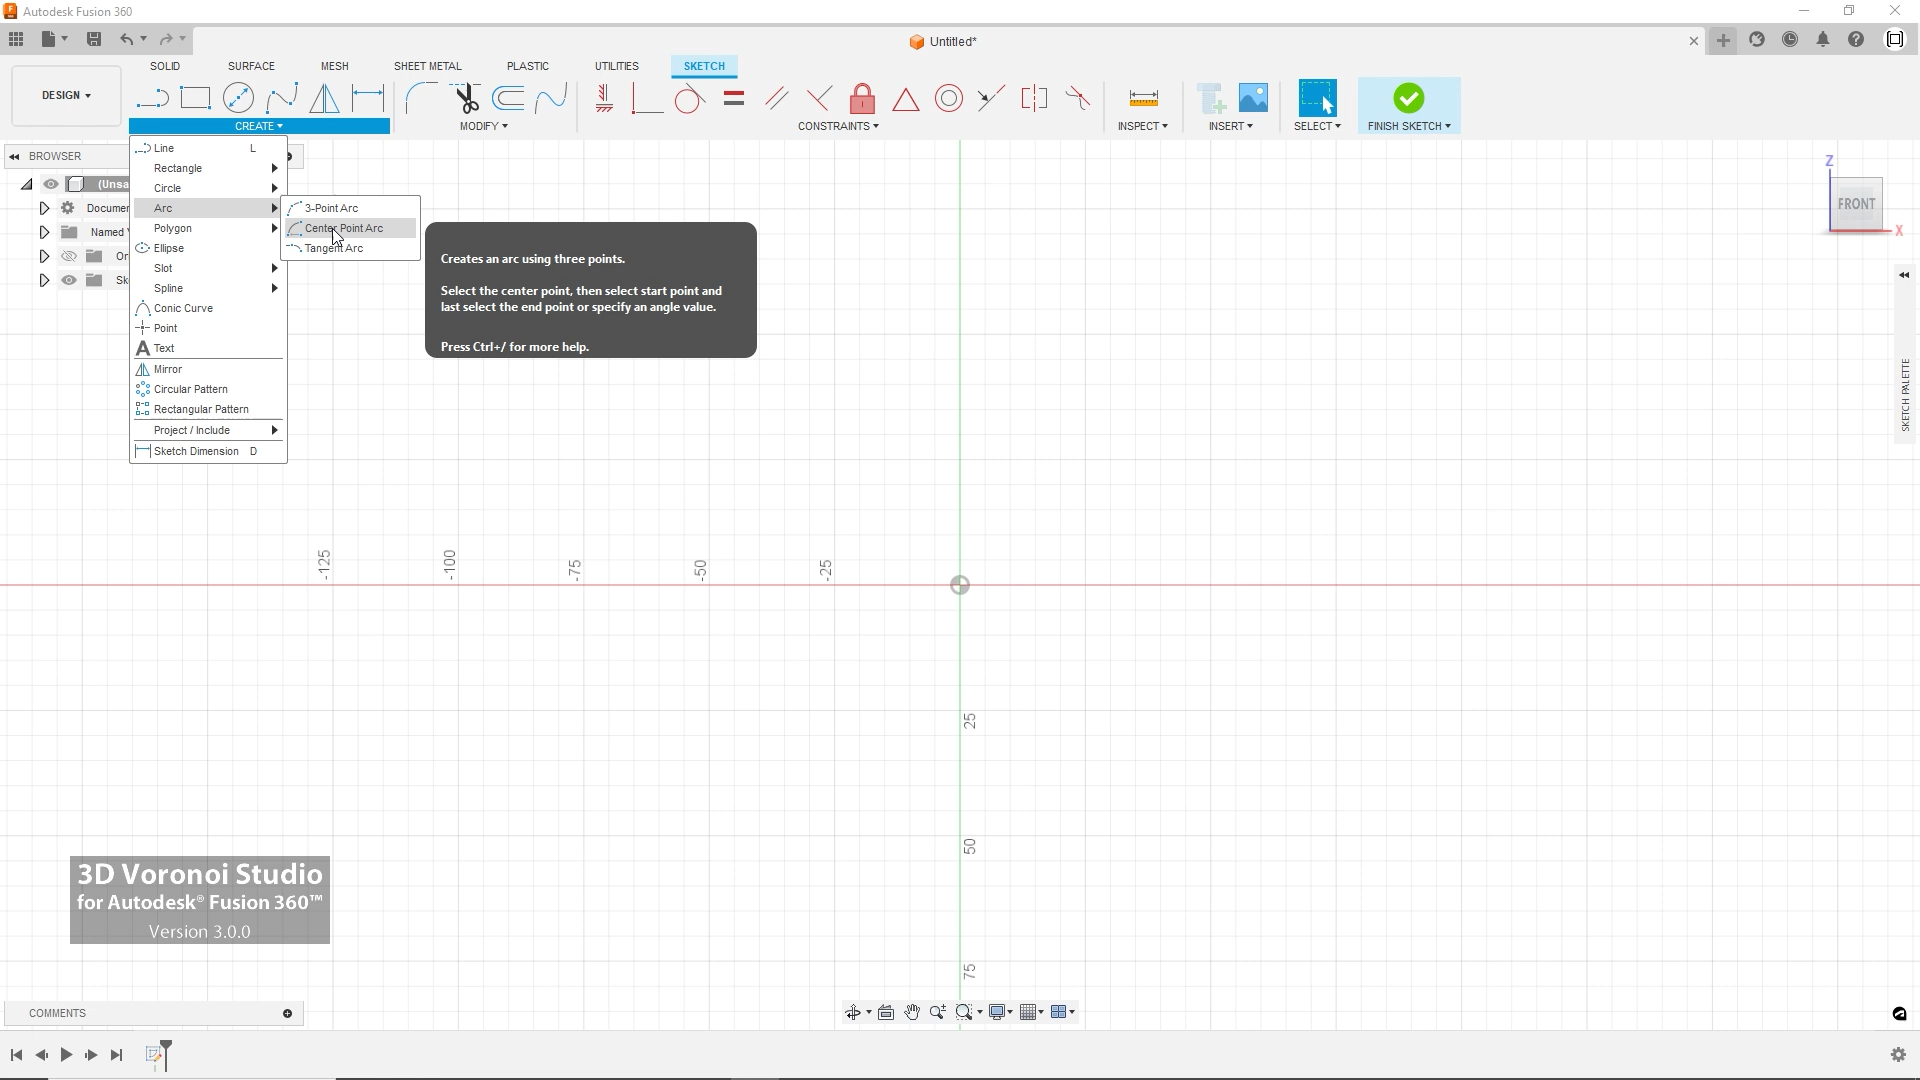 Autodesk Fusion 360
Untitled*
DESIGN
SOLID
SURFACE
MESH
SHEET METAL
PLASTIC
UTILITIES
SKETCH
CREATE
MODIFY
CONSTRAINTS
INSPECT
INSERT
SELECT
FINISH SKETCH
BROWSER
(Unsa
Documen
Named V
Or
Sk
Line L
Rectangle
Circle
Arc
Polygon
Ellipse
Slot
Spline
Conic Curve
Point
Text
Mirror
Circular Pattern
Rectangular Pattern
Project / Include
Sketch Dimension D
3-Point Arc
Center Point Arc
Tangent Arc
Creates an arc using three points.
Select the center point, then select start point and
last select the end point or specify an angle value.
Press Ctrl+/ for more help.
Z
FRONT
X
SKETCH PALETTE
-125
-100
-75
-50
-25
25
50
75
3D Voronoi Studio
for Autodesk® Fusion 360™
Version 3.0.0
COMMENTS